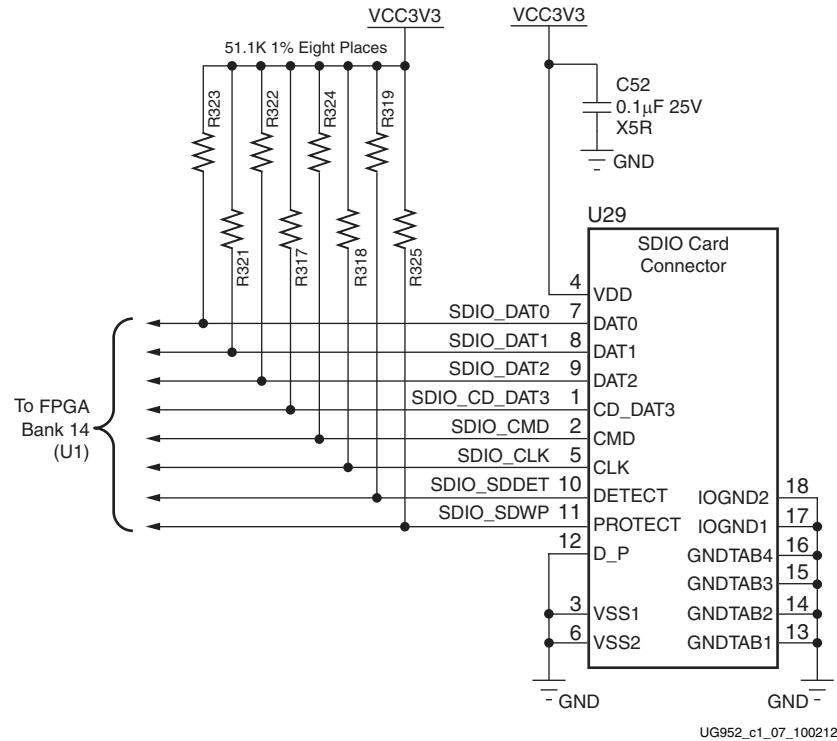 VCC3V3
VCC3V3
51.1K 1% Eight Places
R323
R322
R324
R319
C52
0.1μF 25V
X5R
GND
R321
R317
R318
R325
U29
SDIO Card
Connector
4 VDD
SDIO_DAT0 7 DAT0
SDIO_DAT1 8 DAT1
SDIO_DAT2 9 DAT2
SDIO_CD_DAT3 1 CD_DAT3
SDIO_CMD 2 CMD
SDIO_CLK 5 CLK
SDIO_SDDET 10 DETECT
SDIO_SDWP 11 PROTECT
12 D_P
3 VSS1
6 VSS2
To FPGA
Bank 14
(U1)
IOGND2 18
IOGND1 17
GNDTAB4 16
GNDTAB3 15
GNDTAB2 14
GNDTAB1 13
GND
GND
UG952_c1_07_100212